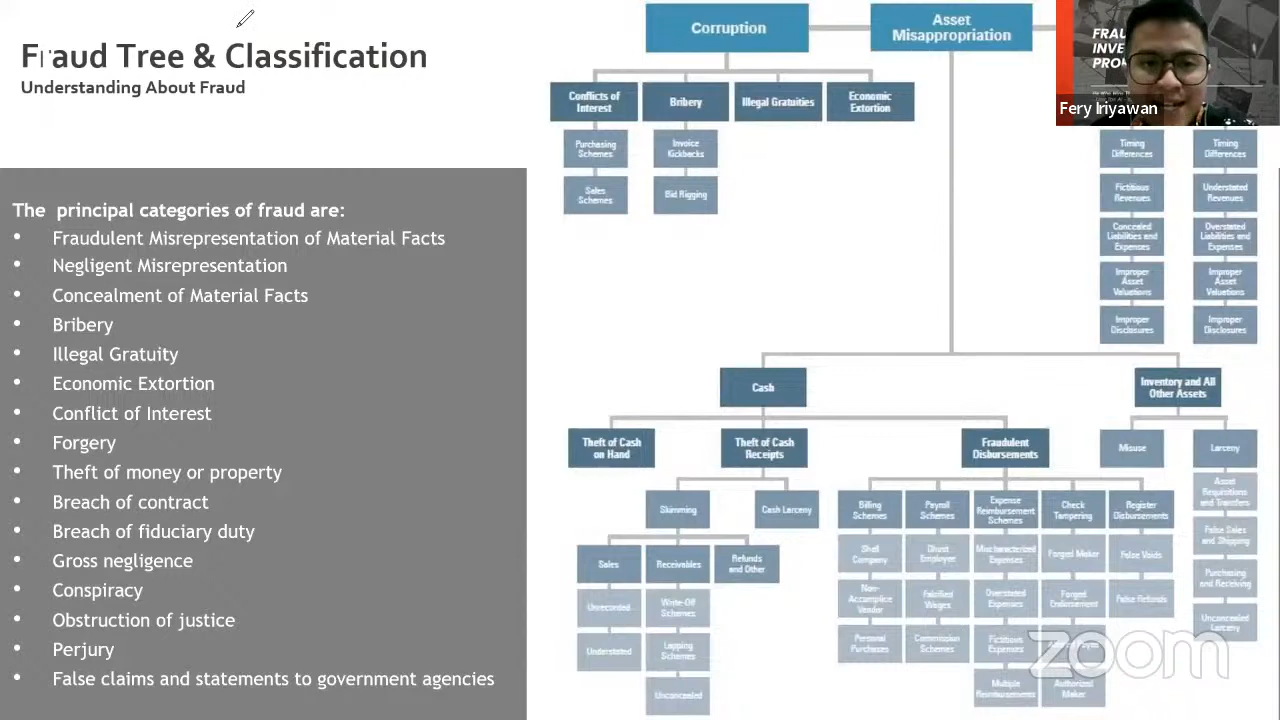 Fraud Tree & Classification
Understanding About Fraud
The principal categories of fraud are:
• Fraudulent Misrepresentation of Material Facts
• Negligent Misrepresentation
• Concealment of Material Facts
• Bribery
• Illegal Gratuity
• Economic Extortion
• Conflict of Interest
• Forgery
• Theft of money or property
• Breach of contract
• Breach of fiduciary duty
• Gross negligence
• Conspiracy
• Obstruction of justice
• Perjury
• False claims and statements to government agencies
Corruption
Asset
Misappropriation
Fery Iriyawan
Conflicts of
Interest
Bribery
Illegal Gratuities
Economic
Extortion
Purchasing
Schemes
Sales
Schemes
Invoice
Kickbacks
Bid Rigging
Timing
Differences
Fictitious
Revenues
Concealed
Liabilities and
Expenses
Improper
Asset
Valuations
Improper
Disclosures
Timing
Differences
Understated
Revenues
Overstated
Liabilities and
Expenses
Improper
Asset
Valuations
Improper
Disclosures
Cash
Inventory and All
Other Assets
Theft of Cash
on Hand
Theft of Cash
Receipts
Fraudulent
Disbursements
Misuse
Larceny
Skimming
Cash Larceny
Sales
Receivables
Refunds
and Other
Unrecorded
Understated
Write-Off
Schemes
Lapping
Schemes
Unconcealed
Billing
Schemes
Shell
Company
Non-
Accomplice
Vendor
Personal
Purchases
Payroll
Schemes
Ghost
Employee
Falsified
Wages
Commission
Schemes
Expense
Reimbursement
Schemes
Mischaracterized
Expenses
Overstated
Expenses
Fictitious
Expenses
Multiple
Reimbursements
Check
Tampering
Forged Maker
Forged
Endorsement
Authorized
Maker
Register
Disbursements
False Voids
False Refunds
Asset
Requisitions
and Transfers
False Sales
and Shipping
Purchasing
and Receiving
Unconcealed
Larceny
zoom